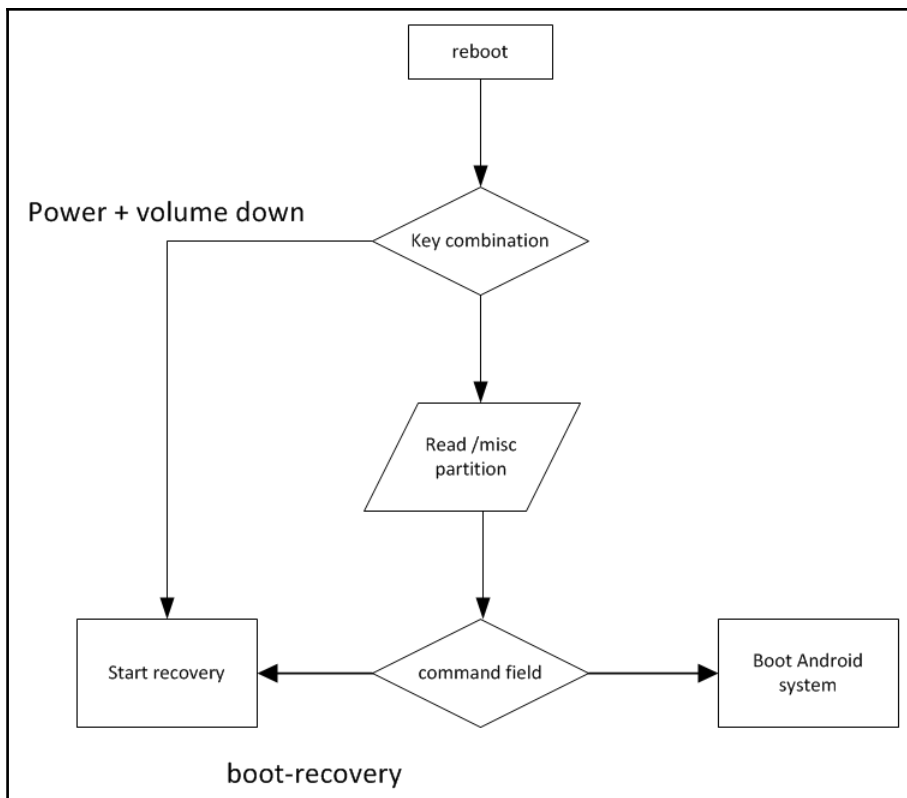 reboot
Power + volume down
Key combination
Read /misc
partition
Start recovery
command field
Boot Android
system
boot-recovery